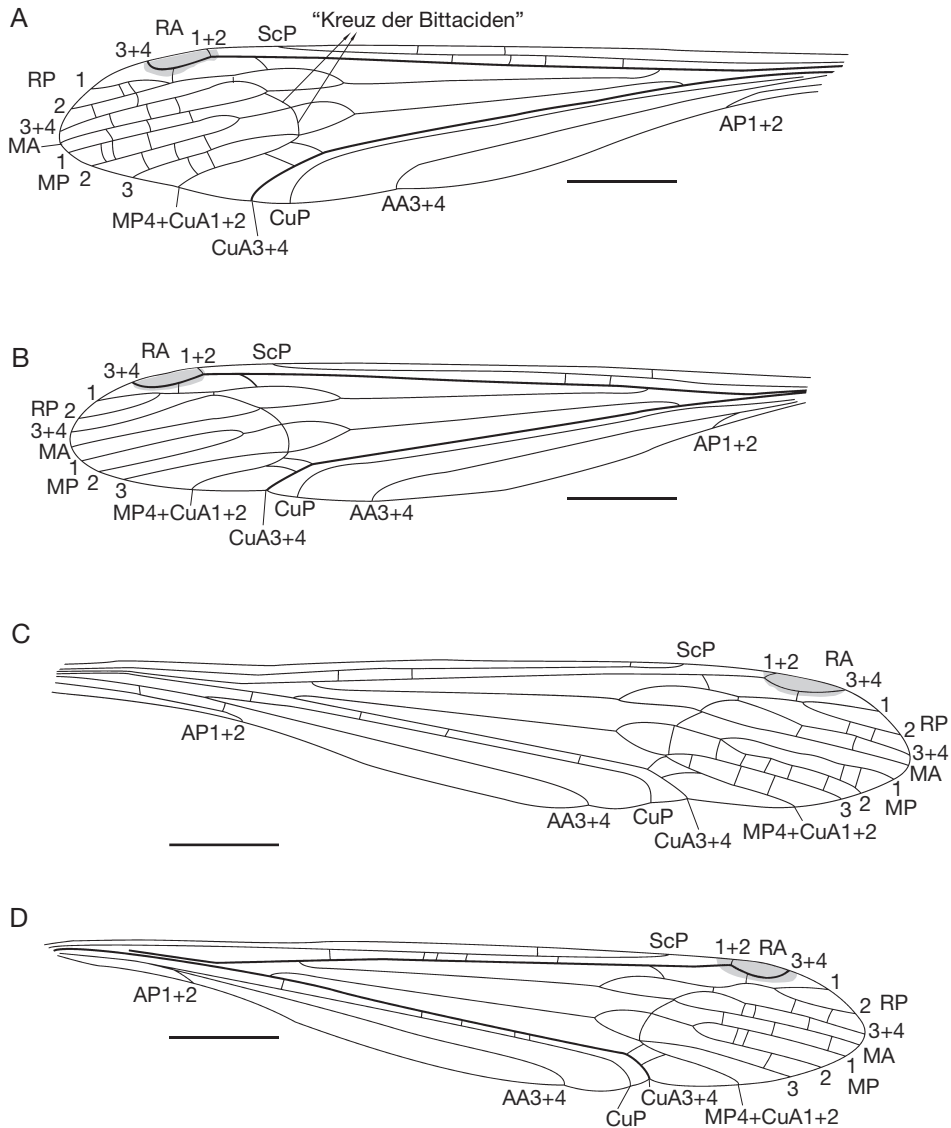 A
RA
3+4
1+2
ScP
“Kreuz der Bittaciden”
RP
1
2
3+4
MA
1
MP
2
3
MP4+CuA1+2
CuA3+4
CuP
AA3+4
AP1+2
B
RA
3+4
1+2
ScP
1
RP 2
3+4
MA
1
MP
2
3
MP4+CuA1+2
CuA3+4
CuP
AA3+4
AP1+2
C
ScP
1+2
RA
3+4
1
2 RP
3+4
MA
1
MP
2
3
MP4+CuA1+2
CuA3+4
CuP
AA3+4
AP1+2
D
ScP
1+2 RA
3+4
1
2 RP
3+4
MA
1
MP
2
3
MP4+CuA1+2
CuA3+4
CuP
AA3+4
AP1+2